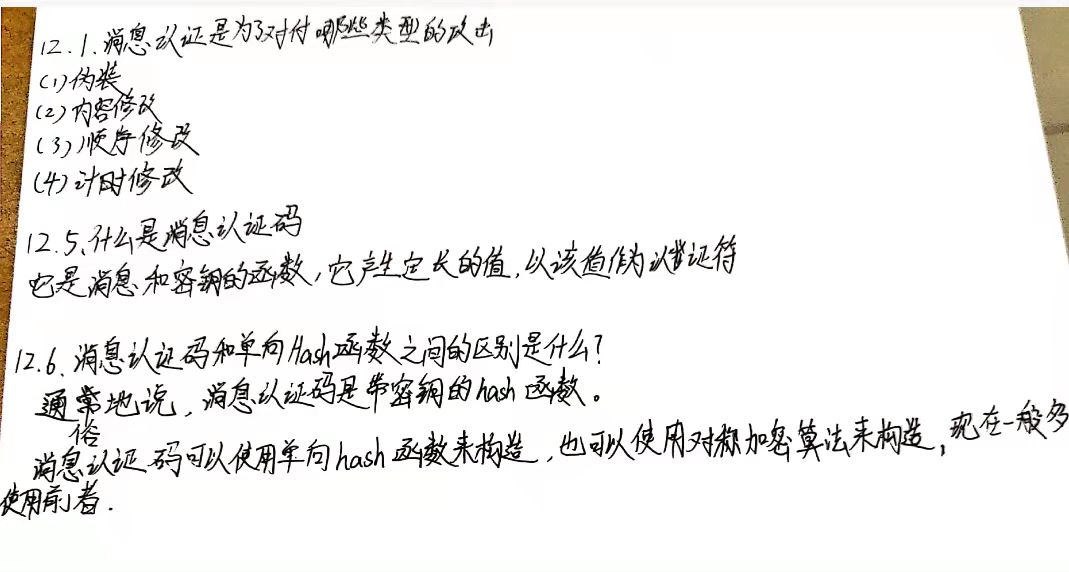 12.1.消息认证是为了对付哪些类型的攻击
(1)伪装
(2)内容修改
(3)顺序修改
(4)计时修改
12.5、什么是消息认证码
它是消息和密钥的函数,它产生定长的值,以该值作为认证符
12.6、消息认证码和单向Hash函数之间的区别是什么?
通常地说,消息认证码是带密钥的hash函数。
俗
消息认证码可以使用单向hash函数来构造,也可以使用对称加密算法来构造,现在一般多
使用前者.